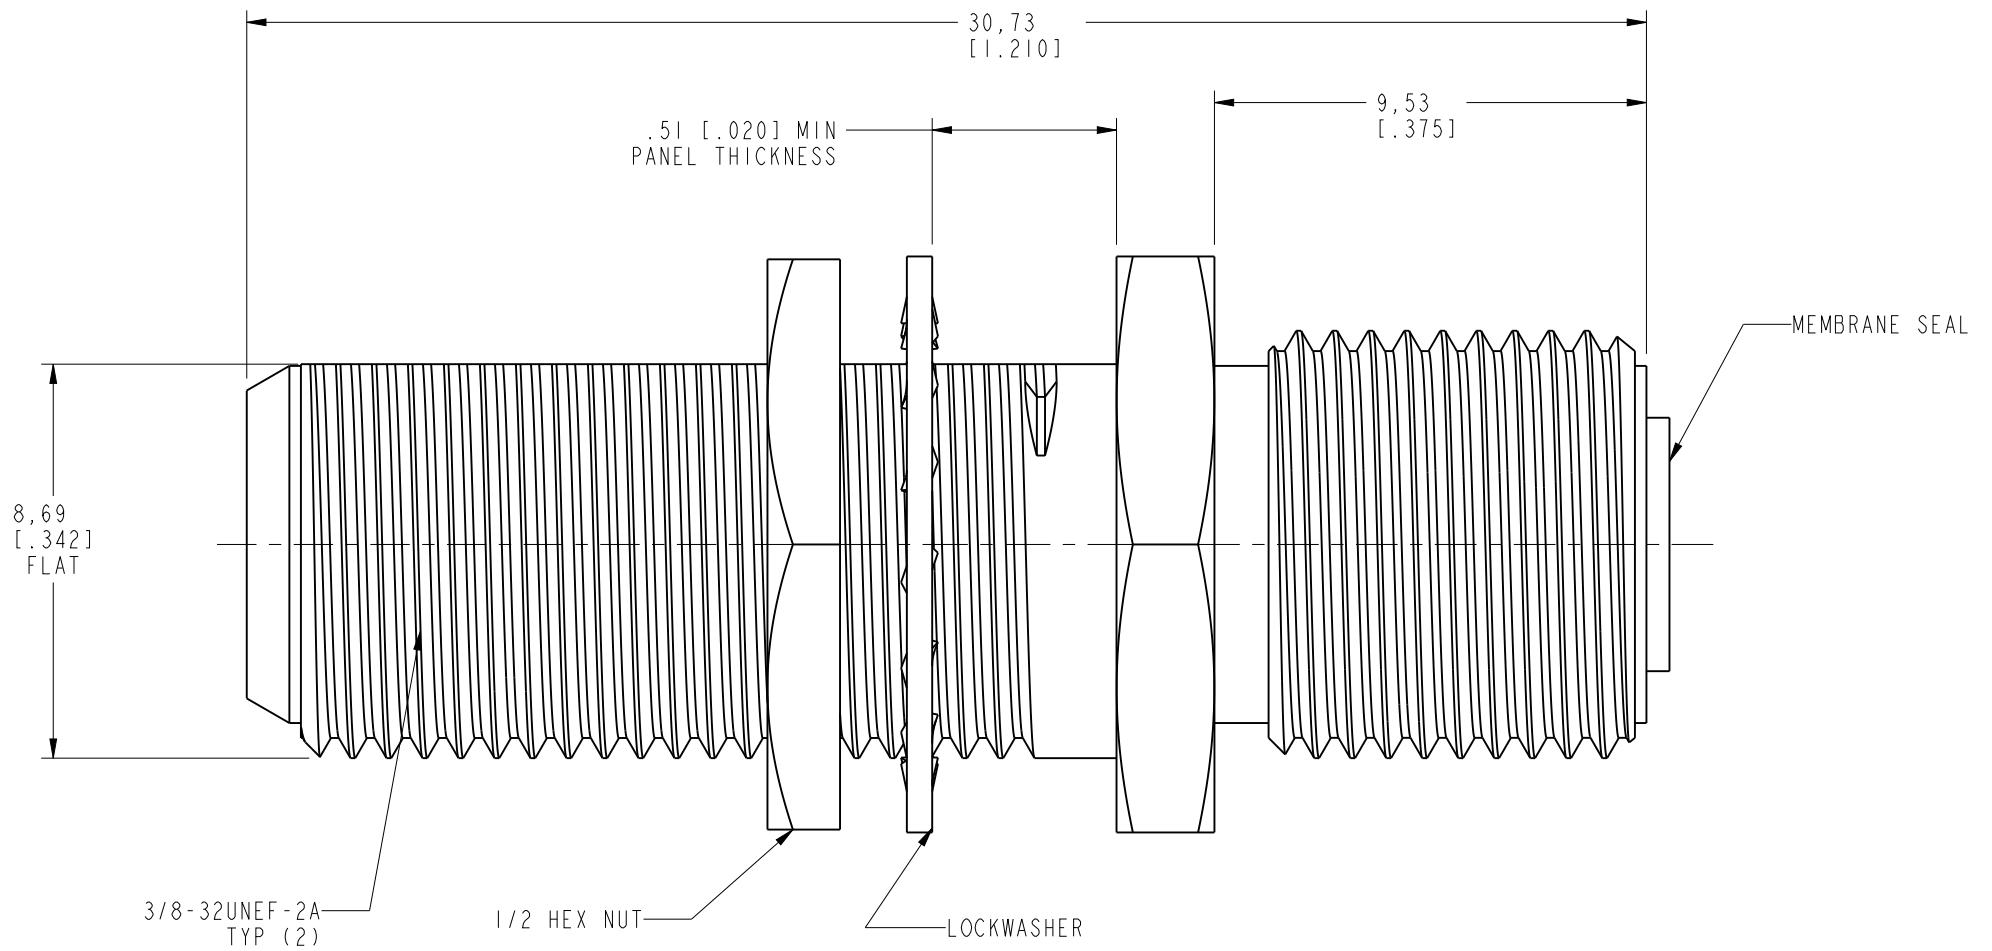 30,73
[1.210]
9,53
[.375]
.51 [.020] MIN
PANEL THICKNESS
MEMBRANE SEAL
8,69
[.342]
FLAT
3/8-32UNEF-2A
TYP (2)
1/2 HEX NUT
LOCKWASHER